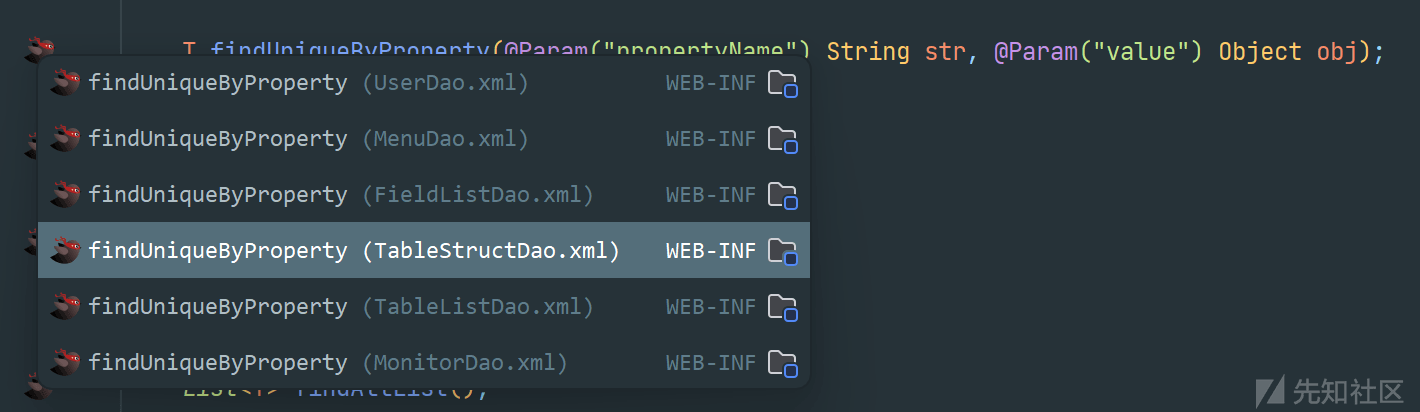 T findUniqueByProperty(@Param("propertyName") String str, @Param("value") Object obj);
findUniqueByProperty (UserDao.xml) WEB-INF
findUniqueByProperty (MenuDao.xml) WEB-INF
findUniqueByProperty (FieldListDao.xml) WEB-INF
findUniqueByProperty (TableStructDao.xml) WEB-INF
findUniqueByProperty (TableListDao.xml) WEB-INF
findUniqueByProperty (MonitorDao.xml) WEB-INF
List<T> findAllList();
先知社区